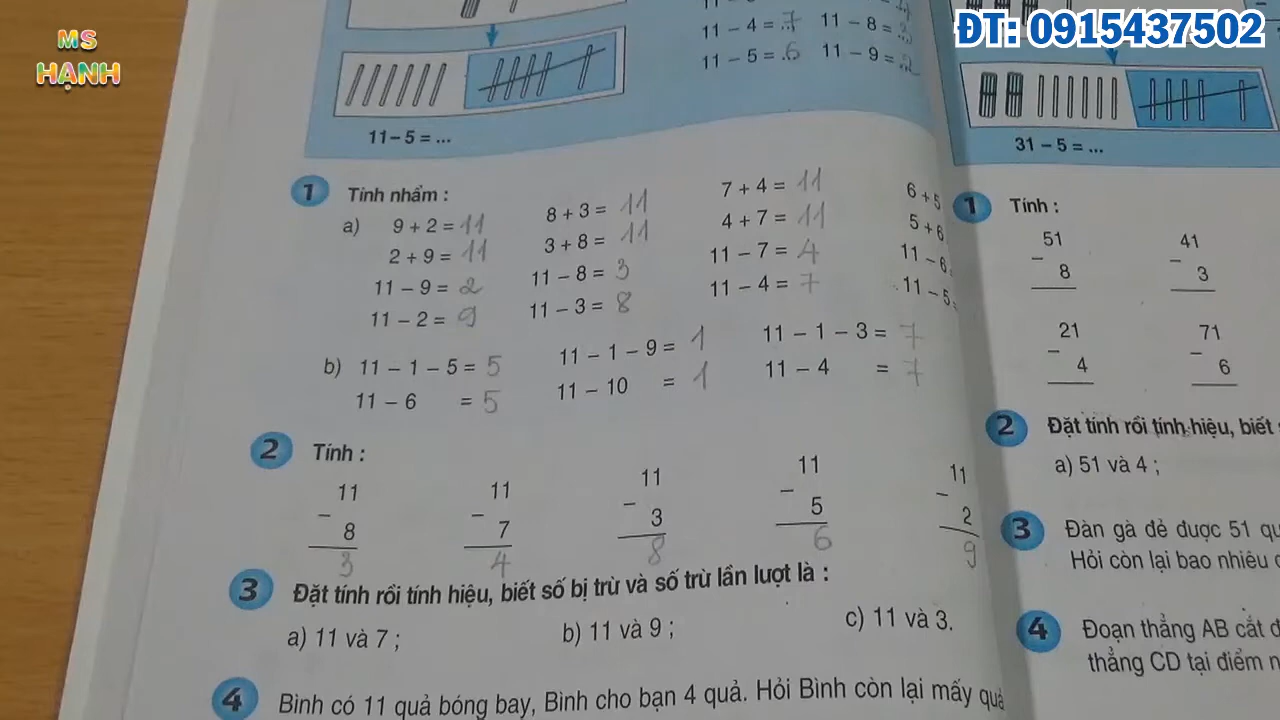 MS
HẠNH
ĐT: 0915437502
11 – 4 = .7
11 – 8 = .3
11 – 5 = .6
11 – 9 = .2
11 – 5 = ...
1 Tính nhẩm :
a) 9 + 2 = 11
8 + 3 = 11
7 + 4 = 11
6 + 5
2 + 9 = 11
3 + 8 = 11
4 + 7 = 11
5 + 6
11 – 9 = 2
11 – 8 = 3
11 – 7 = 4
11 – 6
11 – 2 = 9
11 – 3 = 8
11 – 4 = 7
11 – 5 =
b) 11 – 1 – 5 = 5
11 – 1 – 9 = 1
11 – 1 – 3 = 7
11 – 6 = 5
11 – 10 = 1
11 – 4 = 7
2 Tính :
11 11 11 11 11
– 8 – 7 – 3 – 5 – 2
3 4 8 6 9
3 Đặt tính rồi tính hiệu, biết số bị trừ và số trừ lần lượt là :
a) 11 và 7 ; b) 11 và 9 ; c) 11 và 3.
4 Bình có 11 quả bóng bay, Bình cho bạn 4 quả. Hỏi Bình còn lại mấy quả
31 – 5 = ...
1 Tính :
51 41
– 8 – 3
21 71
– 4 – 6
2 Đặt tính rồi tính hiệu, biết
a) 51 và 4 ;
3 Đàn gà đẻ được 51
Hỏi còn lại bao nhiêu
4 Đoạn thẳng AB cắt
thẳng CD tại điểm